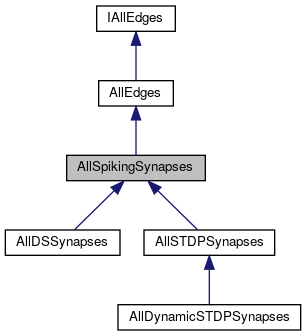 IAllEdges
AllEdges
AllSpikingSynapses
AllDSSynapses
AllSTDPSynapses
AllDynamicSTDPSynapses